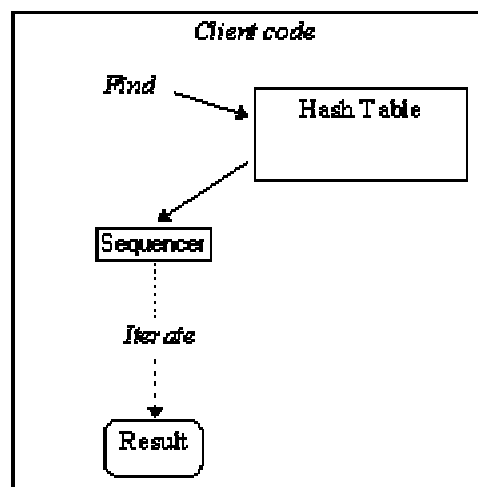 Client code
Find
Hash Table
Sequencer
Iterate
Result